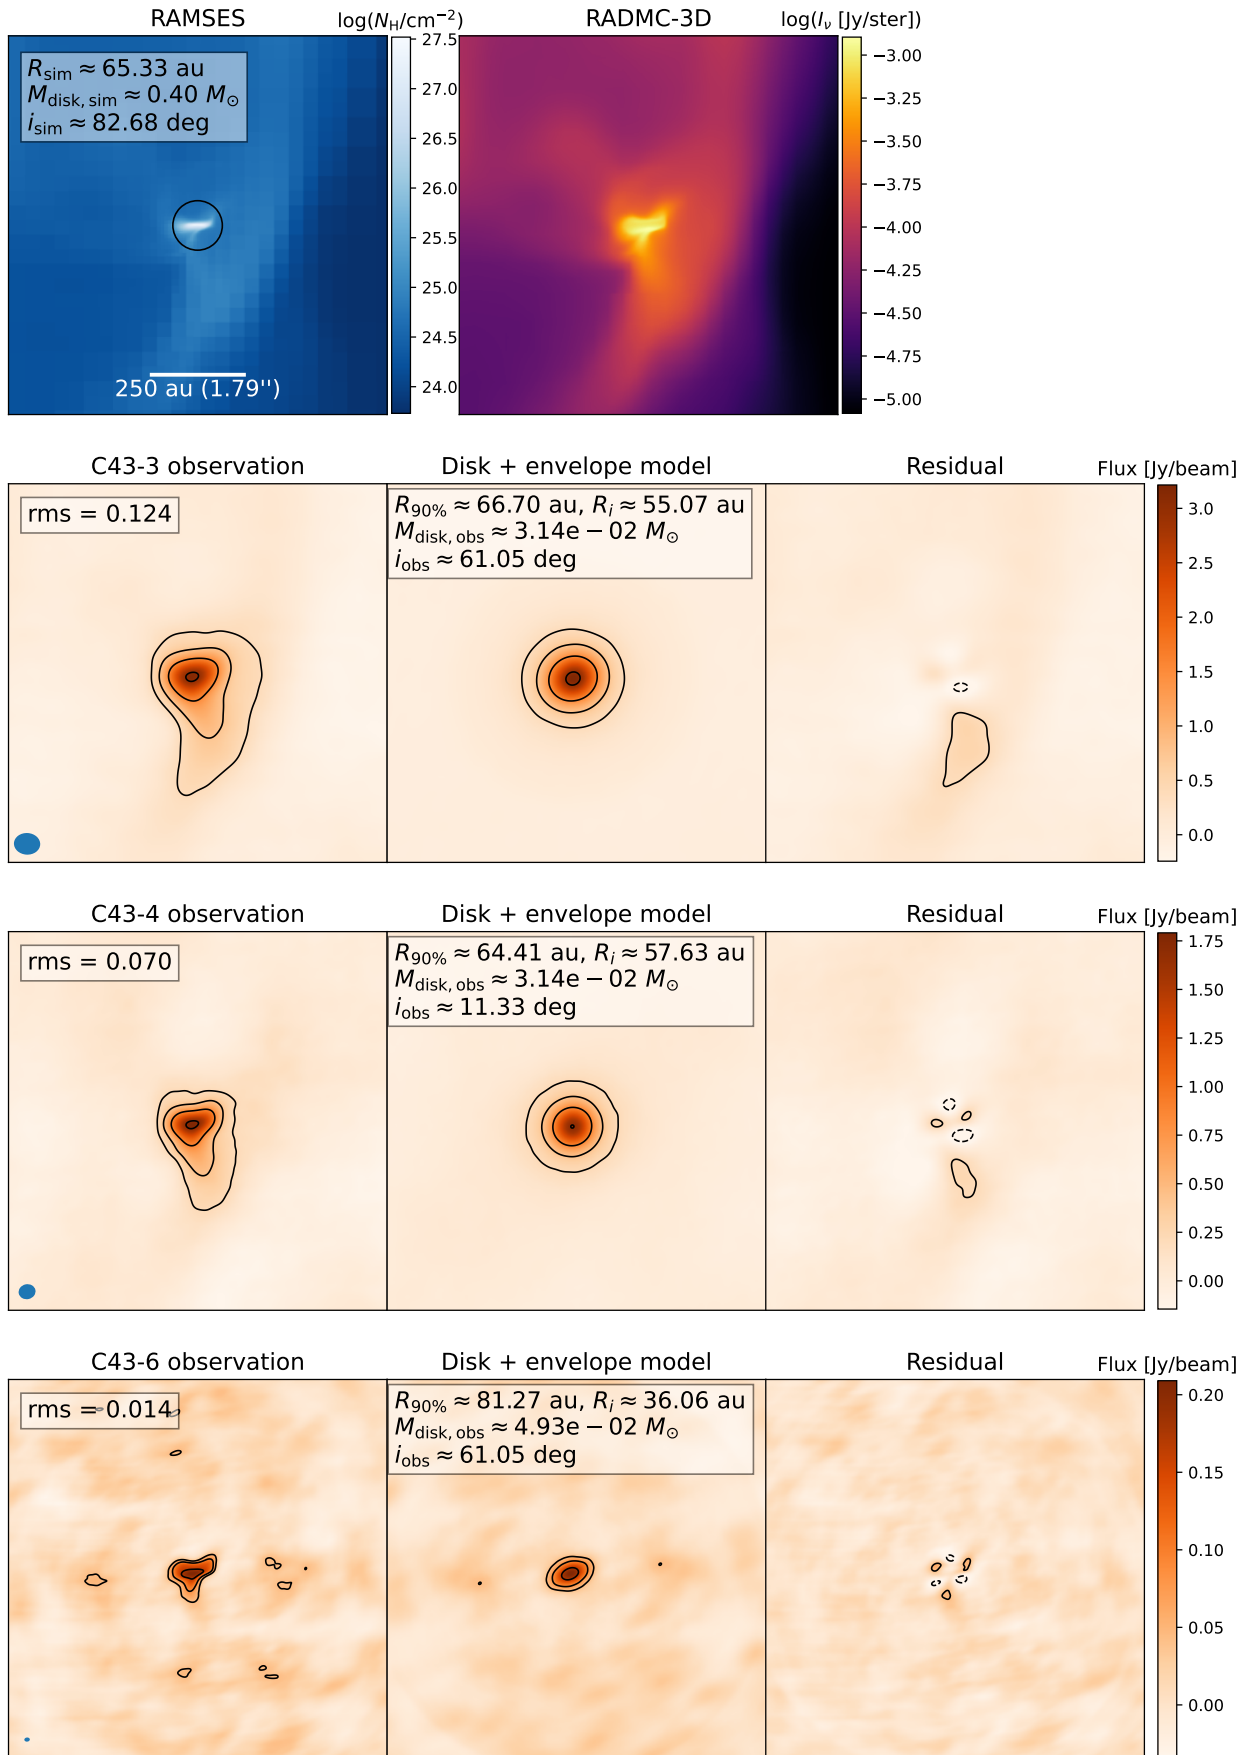 RAMSES
log(N_H/cm⁻²)
RADMC-3D
log(I_ν [Jy/ster])
R_sim ≈ 65.33 au
M_disk, sim ≈ 0.40 M_⊙
i_sim ≈ 82.68 deg
250 au (1.79'')
27.5
27.0
26.5
26.0
25.5
25.0
24.5
24.0
−3.00
−3.25
−3.50
−3.75
−4.00
−4.25
−4.50
−4.75
−5.00
C43-3 observation
Disk + envelope model
Residual
Flux [Jy/beam]
rms = 0.124
R_90% ≈ 66.70 au, R_i ≈ 55.07 au
M_disk, obs ≈ 3.14e − 02 M_⊙
i_obs ≈ 61.05 deg
3.0
2.5
2.0
1.5
1.0
0.5
0.0
C43-4 observation
Disk + envelope model
Residual
Flux [Jy/beam]
rms = 0.070
R_90% ≈ 64.41 au, R_i ≈ 57.63 au
M_disk, obs ≈ 3.14e − 02 M_⊙
i_obs ≈ 11.33 deg
1.75
1.50
1.25
1.00
0.75
0.50
0.25
0.00
C43-6 observation
Disk + envelope model
Residual
Flux [Jy/beam]
rms = 0.014
R_90% ≈ 81.27 au, R_i ≈ 36.06 au
M_disk, obs ≈ 4.93e − 02 M_⊙
i_obs ≈ 61.05 deg
0.20
0.15
0.10
0.05
0.00